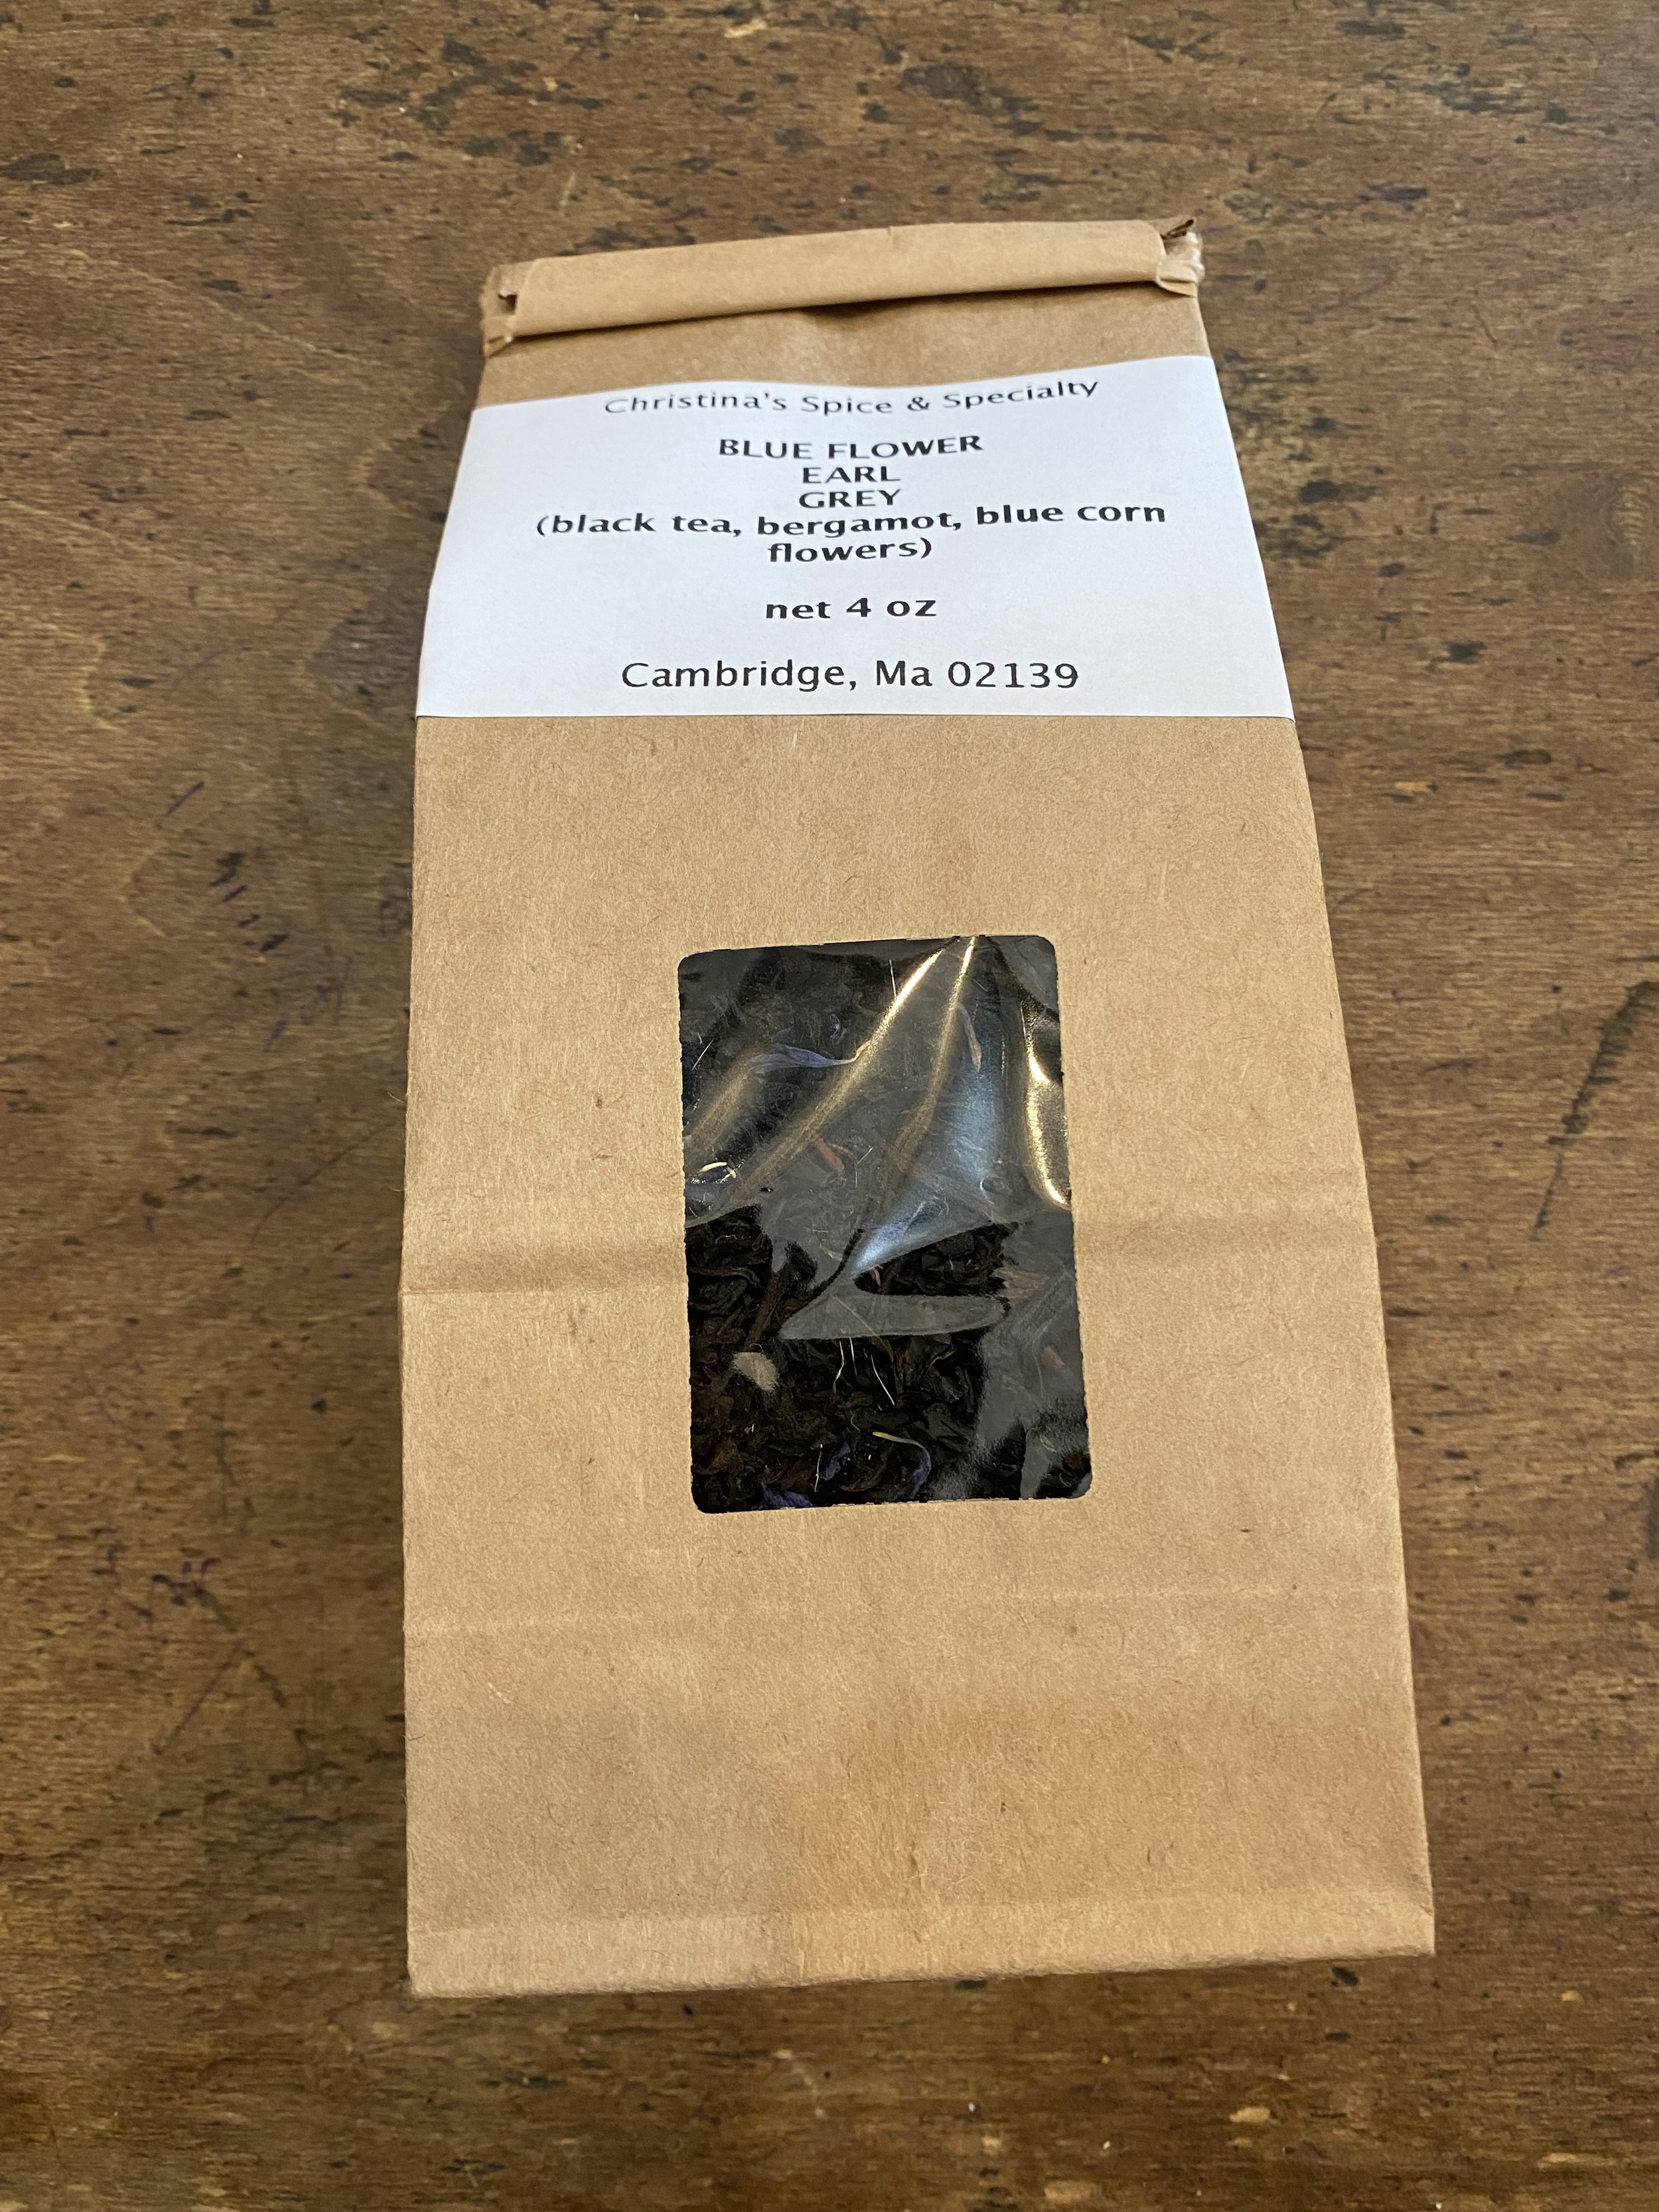 Christina's Spice & Specialty
BLUE FLOWER
EARL
GREY
(black tea, bergamot, blue corn
flowers)
net 4 oz
Cambridge, Ma 02139